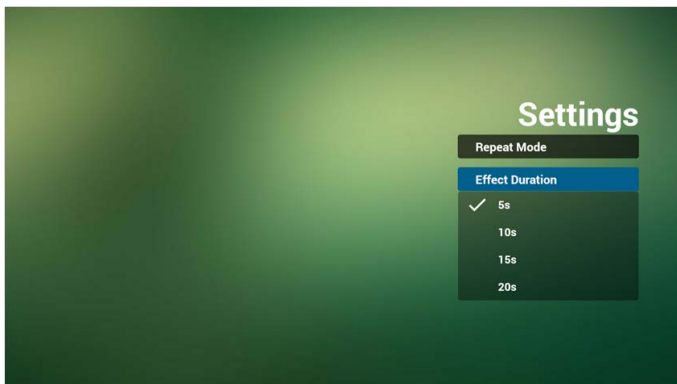 Settings
Repeat Mode
Effect Duration
5s
10s
15s
20s